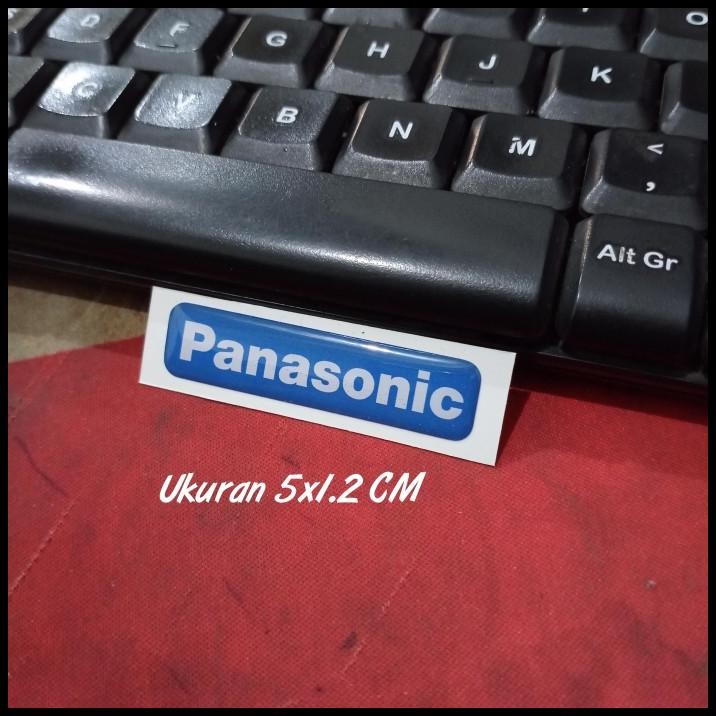 D F G H J K
C V B N M < ,
Alt Gr
Panasonic
Ukuran 5x1.2 CM